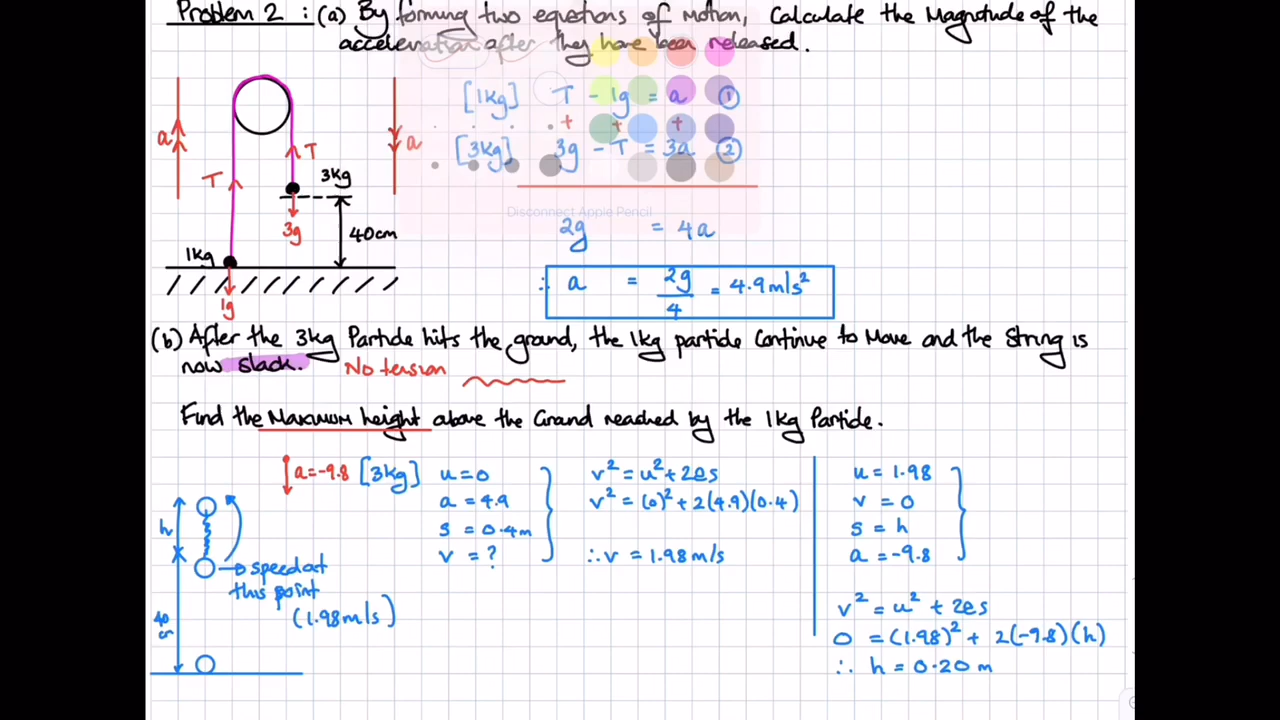 Problem 2 : (a) By forming two equations of Motion, Calculate the Magnitude of the
acceleration after they have been released.
[1kg] T - 1g = a ①
+ + +
[3kg] 3g - T = 3a ②
Disconnect Apple Pencil
2g = 4a
∴ a = 2g/4 = 4.9m/s²
a
T
T
a
3kg
3g
40cm
1kg
1g
(b) After the 3kg Particle hits the ground, the 1kg particle Continue to Move and the String is
now slack. No tension
Find the Maximum height above the Grand reached by the 1kg Particle.
a=-9.8 [3kg]
u=0
a = 4.9
s = 0.4m
v = ?
v² = u² + 2as
v² = (0)² + 2(4.9)(0.4)
∴ v = 1.98m/s
u = 1.98
v = 0
s = h
a = -9.8
v² = u² + 2as
0 = (1.98)² + 2(-9.8)(h)
∴ h = 0.20 m
h
speed at
this point
(1.98m/s)
40
cm